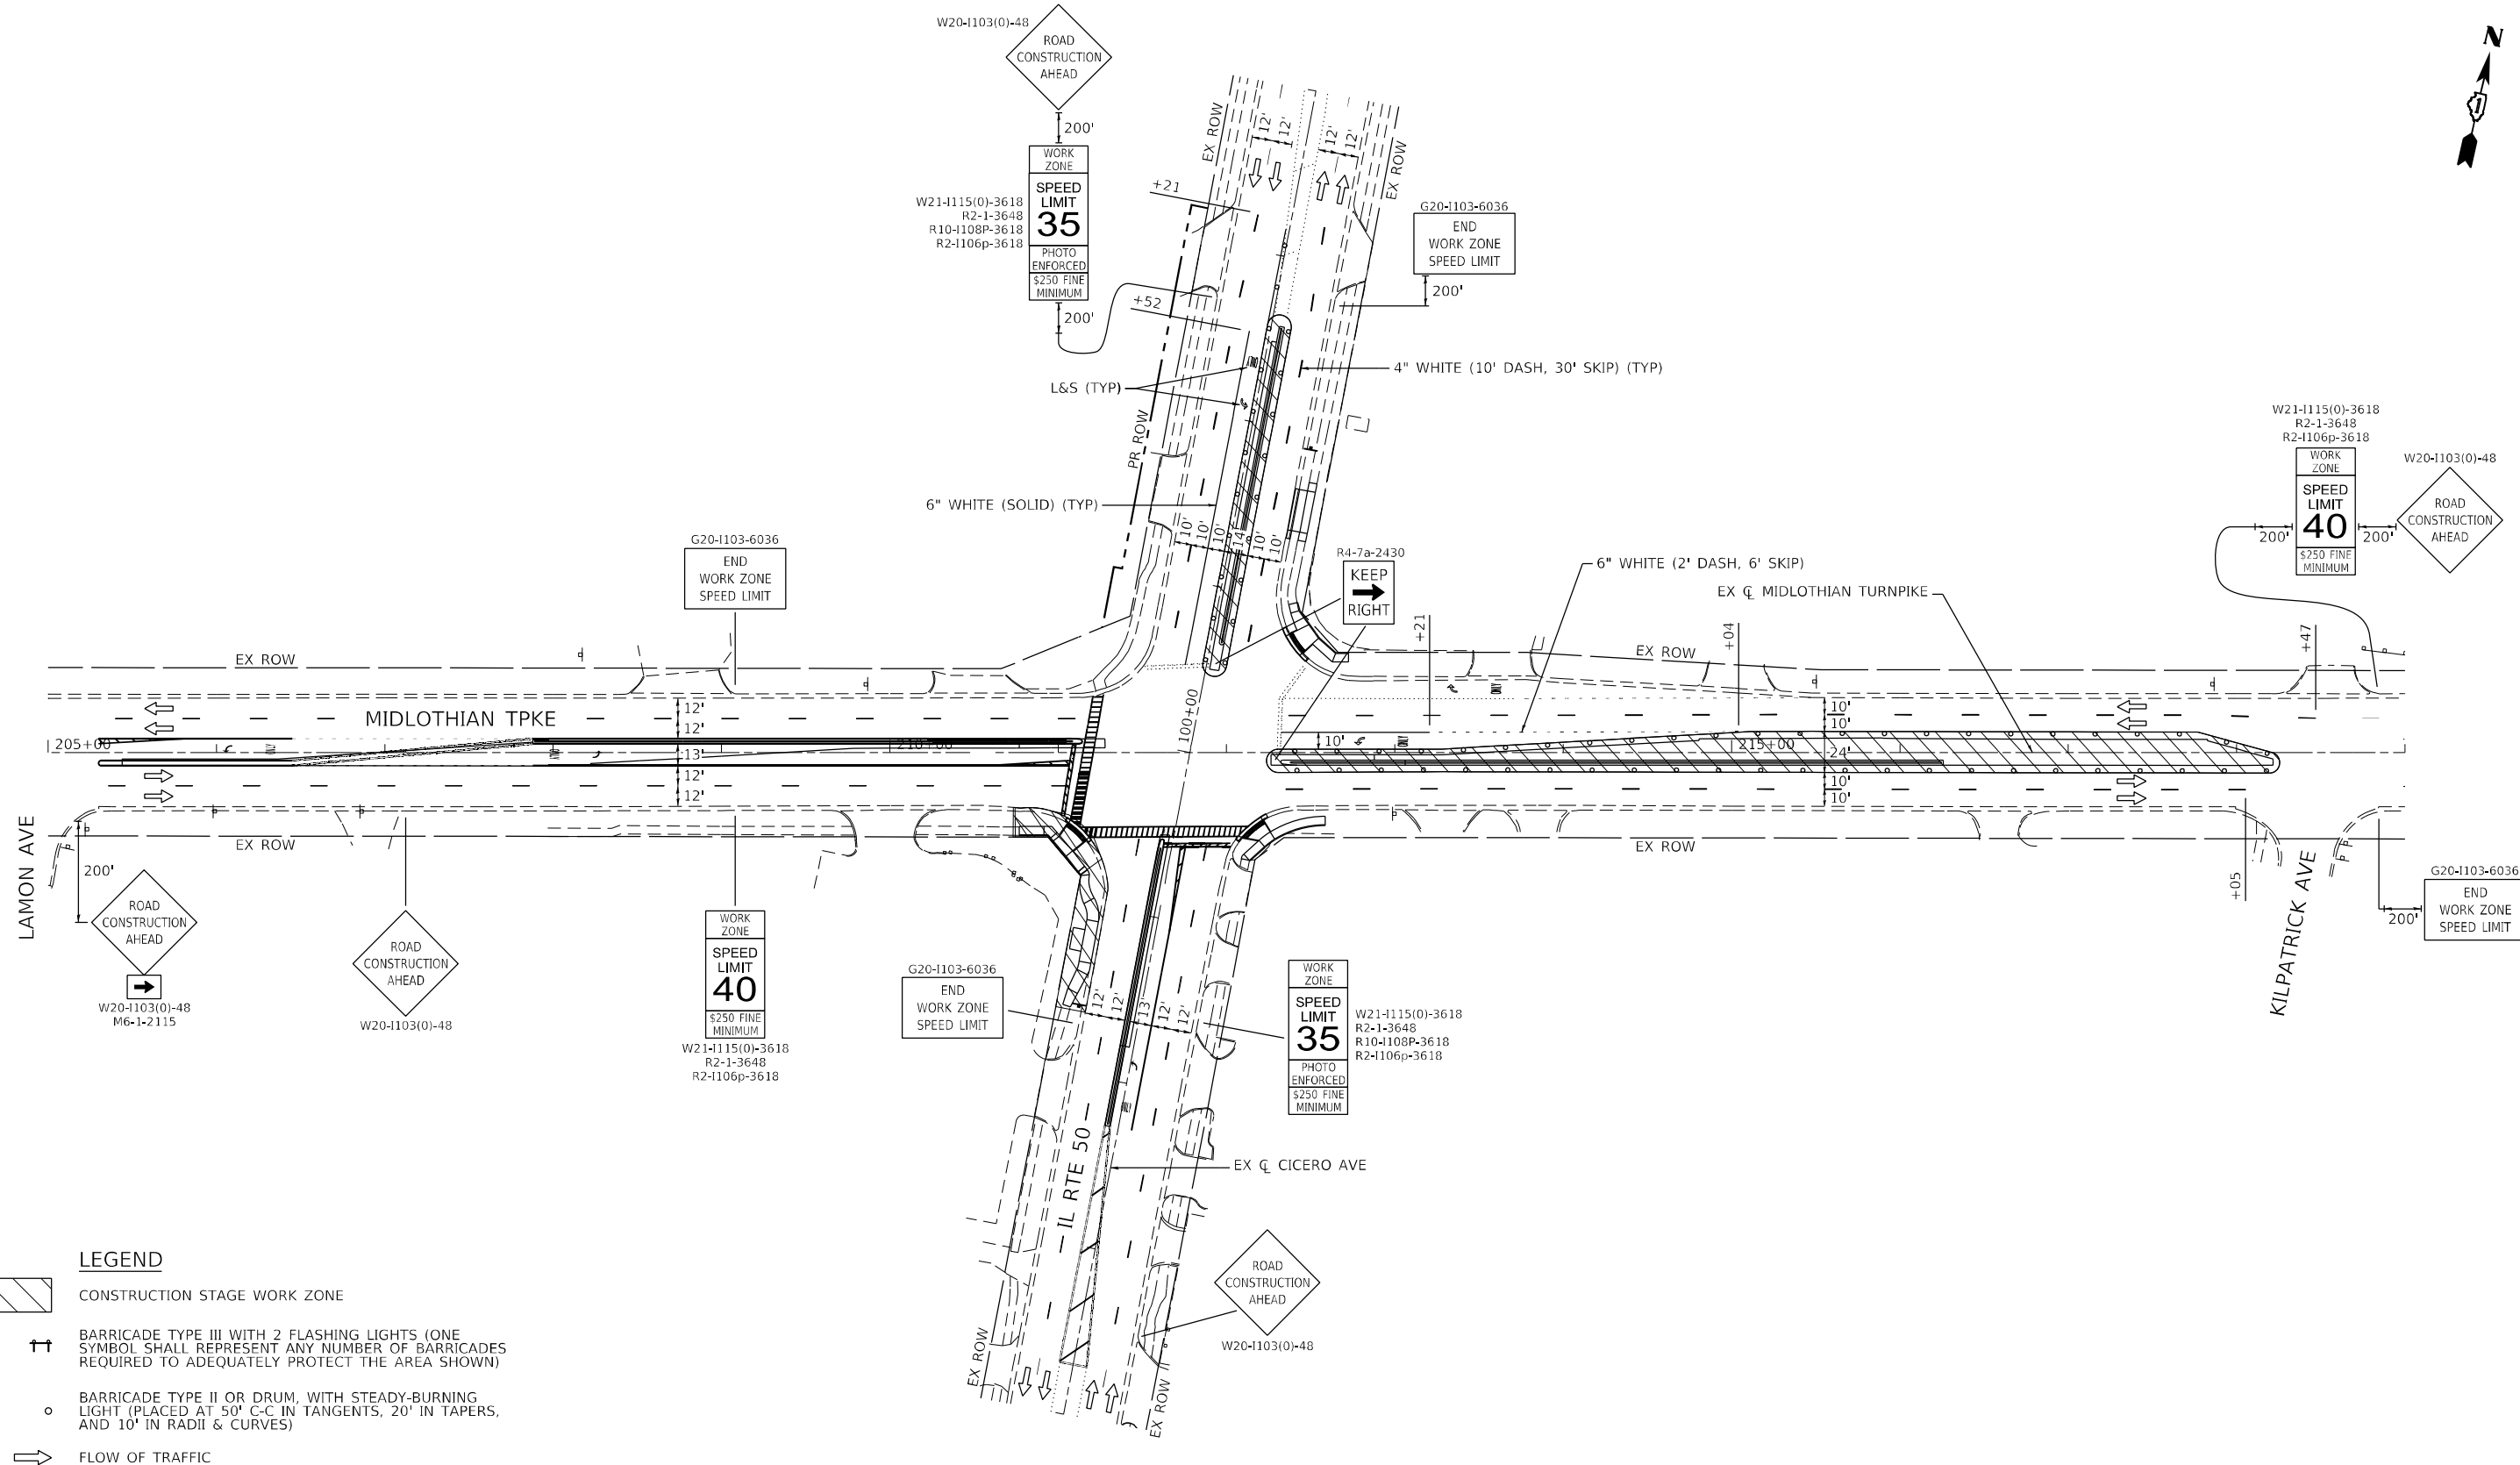 W20-I103(0)-48
ROAD
CONSTRUCTION
AHEAD
200'
WORK
ZONE
SPEED
LIMIT
35
PHOTO
ENFORCED
$250 FINE
MINIMUM
W21-I115(0)-3618
R2-1-3648
R10-I108P-3618
R2-I106p-3618
200'
N
1
EX ROW
12'
12'
12'
12'
EX ROW
+21
+52
G20-I103-6036
END
WORK ZONE
SPEED LIMIT
200'
4" WHITE (10' DASH, 30' SKIP) (TYP)
L&S (TYP)
PR ROW
6" WHITE (SOLID) (TYP)
10'
10'
10'
14'
10'
10'
R4-7a-2430
KEEP
RIGHT
6" WHITE (2' DASH, 6' SKIP)
EX ℄ MIDLOTHIAN TURNPIKE
W21-I115(0)-3618
R2-1-3648
R2-I106p-3618
WORK
ZONE
SPEED
LIMIT
40
$250 FINE
MINIMUM
200'
200'
W20-I103(0)-48
ROAD
CONSTRUCTION
AHEAD
G20-I103-6036
END
WORK ZONE
SPEED LIMIT
EX ROW
MIDLOTHIAN TPKE
205+00
210+00
12'
12'
13'
12'
12'
100+00
+21
+04
+47
EX ROW
ONLY
10'
ONLY
215+00
10'
10'
24'
10'
10'
EX ROW
EX ROW
+05
LAMON AVE
200'
ROAD
CONSTRUCTION
AHEAD
W20-I103(0)-48
M6-1-2115
ROAD
CONSTRUCTION
AHEAD
W20-I103(0)-48
WORK
ZONE
SPEED
LIMIT
40
$250 FINE
MINIMUM
W21-I115(0)-3618
R2-1-3648
R2-I106p-3618
G20-I103-6036
END
WORK ZONE
SPEED LIMIT
12'
12'
13'
12'
12'
WORK
ZONE
SPEED
LIMIT
35
PHOTO
ENFORCED
$250 FINE
MINIMUM
W21-I115(0)-3618
R2-1-3648
R10-I108P-3618
R2-I106p-3618
KILPATRICK AVE
200'
G20-I103-6036
END
WORK ZONE
SPEED LIMIT
IL RTE 50
EX ℄ CICERO AVE
ROAD
CONSTRUCTION
AHEAD
W20-I103(0)-48
EX ROW
EX ROW
LEGEND
CONSTRUCTION STAGE WORK ZONE
BARRICADE TYPE III WITH 2 FLASHING LIGHTS (ONE
SYMBOL SHALL REPRESENT ANY NUMBER OF BARRICADES
REQUIRED TO ADEQUATELY PROTECT THE AREA SHOWN)
BARRICADE TYPE II OR DRUM, WITH STEADY-BURNING
LIGHT (PLACED AT 50' C-C IN TANGENTS, 20' IN TAPERS,
AND 10' IN RADII & CURVES)
FLOW OF TRAFFIC